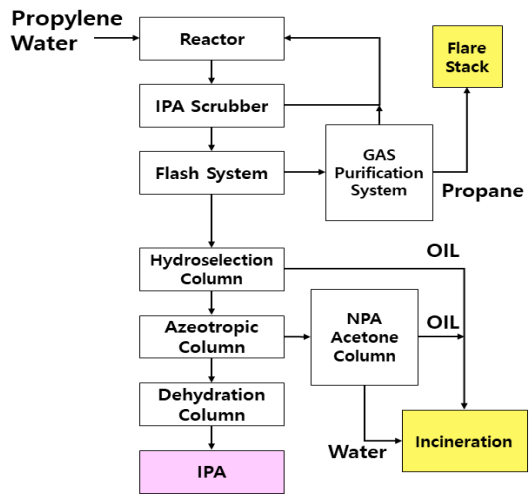 Propylene
Water
Reactor
Flare
Stack
IPA Scrubber
GAS
Purification
System
Flash System
Propane
Hydroselection
Column
OIL
Azeotropic
Column
NPA
Acetone
Column
OIL
Dehydration
Column
Water
Incineration
IPA